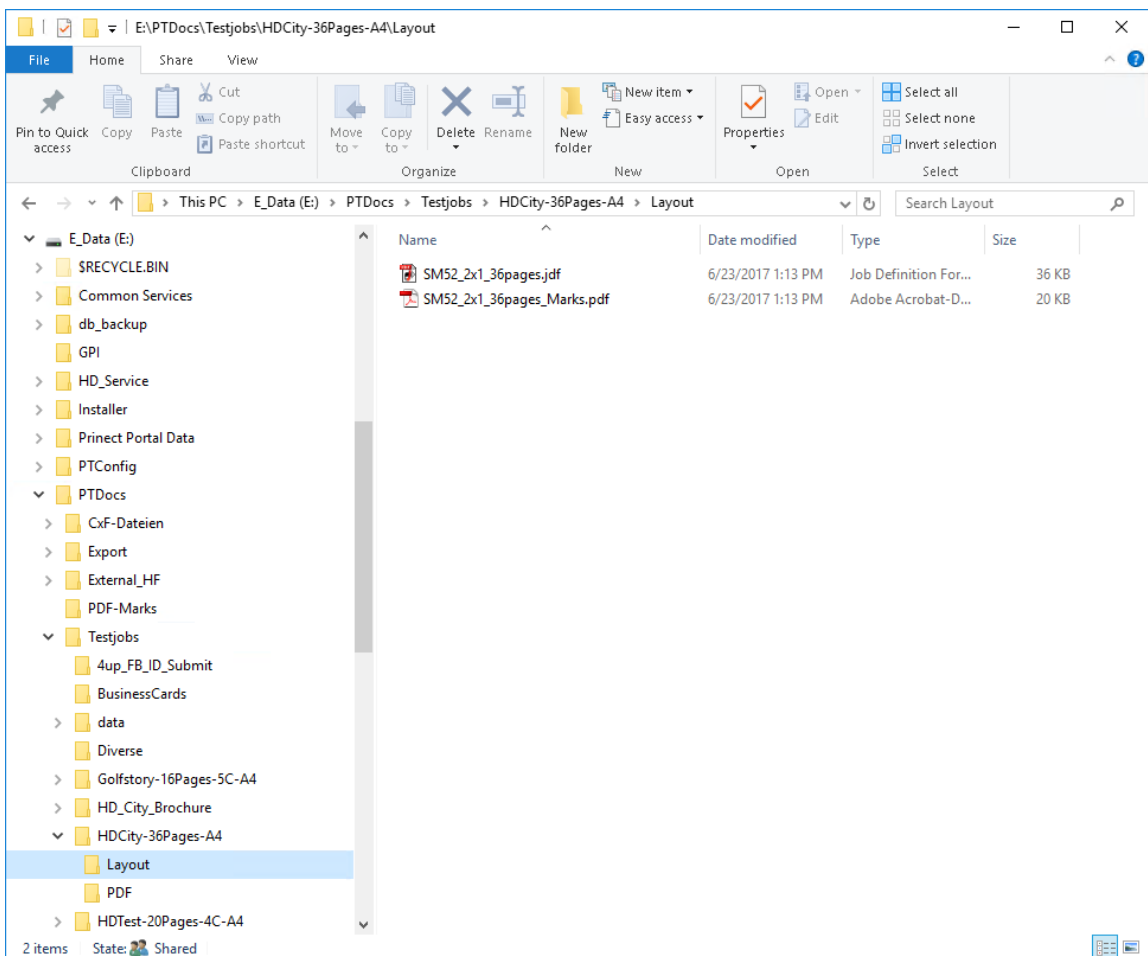 E:\PTDocs\Testjobs\HDCity-36Pages-A4\Layout
File Home Share View
Pin to Quick access
Copy
Paste
Cut
Copy path
Paste shortcut
Clipboard
Move to
Copy to
Delete
Rename
Organize
New folder
New item
Easy access
New
Properties
Open
Edit
Open
Select all
Select none
Invert selection
Select
This PC > E_Data (E:) > PTDocs > Testjobs > HDCity-36Pages-A4 > Layout
Search Layout
E_Data (E:)
$RECYCLE.BIN
Common Services
db_backup
GPI
HD_Service
Installer
Prinect Portal Data
PTConfig
PTDocs
CxF-Dateien
Export
External_HF
PDF-Marks
Testjobs
4up_FB_ID_Submit
BusinessCards
data
Diverse
Golfstory-16Pages-5C-A4
HD_City_Brochure
HDCity-36Pages-A4
Layout
PDF
HDTest-20Pages-4C-A4
Name Date modified Type Size
SM52_2x1_36pages.jdf 6/23/2017 1:13 PM Job Definition For... 36 KB
SM52_2x1_36pages_Marks.pdf 6/23/2017 1:13 PM Adobe Acrobat-D... 20 KB
2 items State: Shared